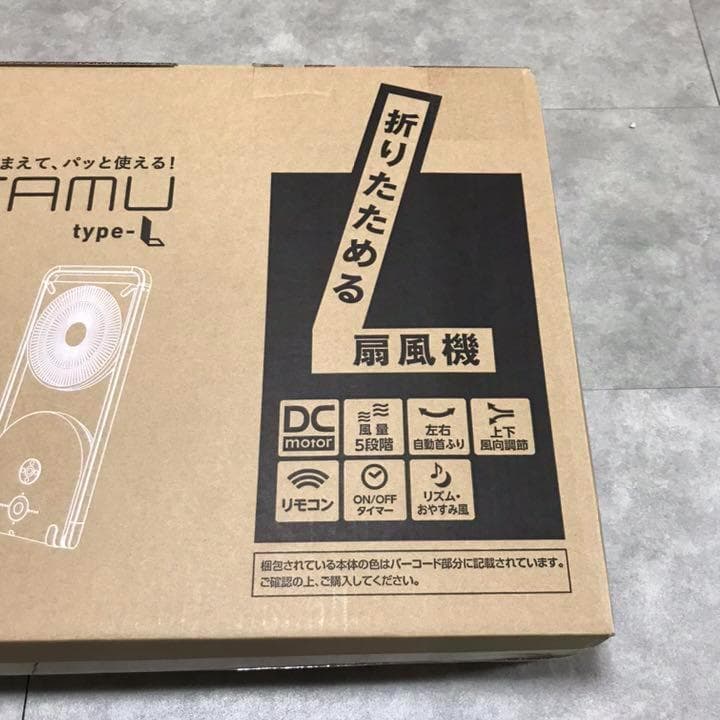 まえて、パッと使える!
TAMU
type-L
折りたためる
扇風機
DC
motor
風量
5段階
左右
自動首ふり
上下
風向調節
リモコン
ON/OFF
タイマー
リズム・
おやすみ風
梱包されている本体の色はバーコード部分に記載されています。
ご確認の上、ご購入してください。